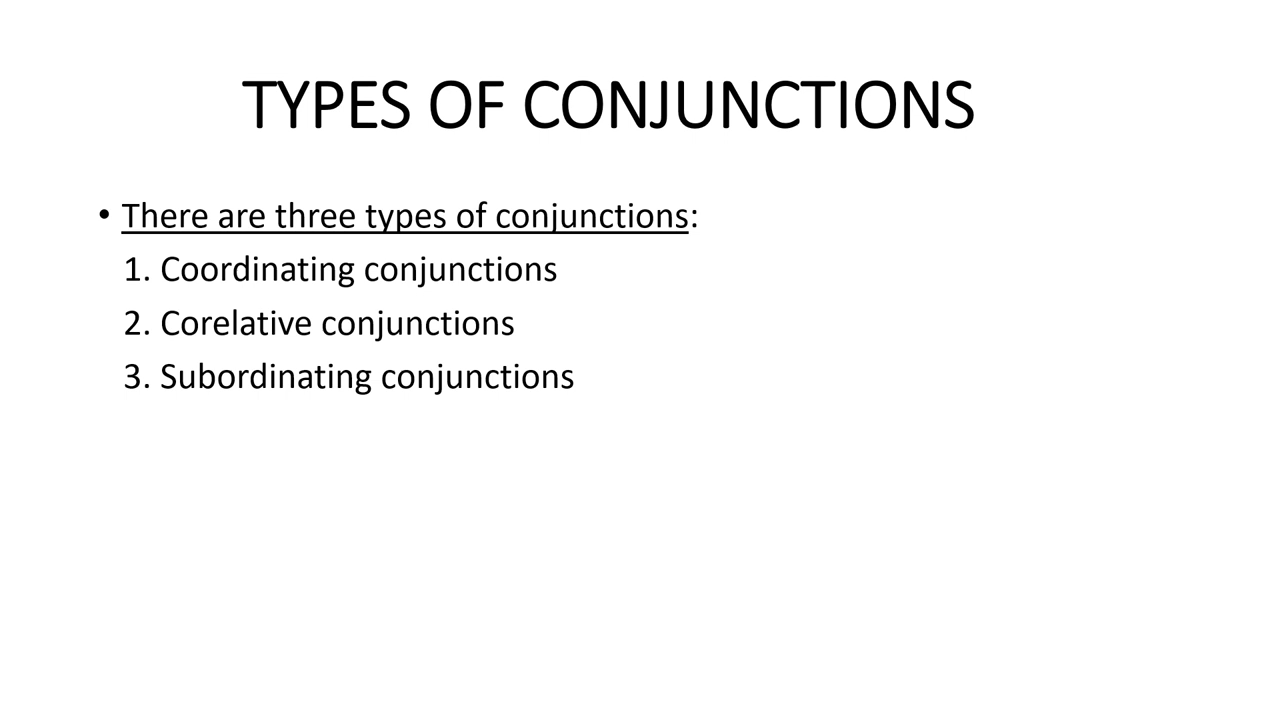 TYPES OF CONJUNCTIONS
• There are three types of conjunctions:
1. Coordinating conjunctions
2. Corelative conjunctions
3. Subordinating conjunctions